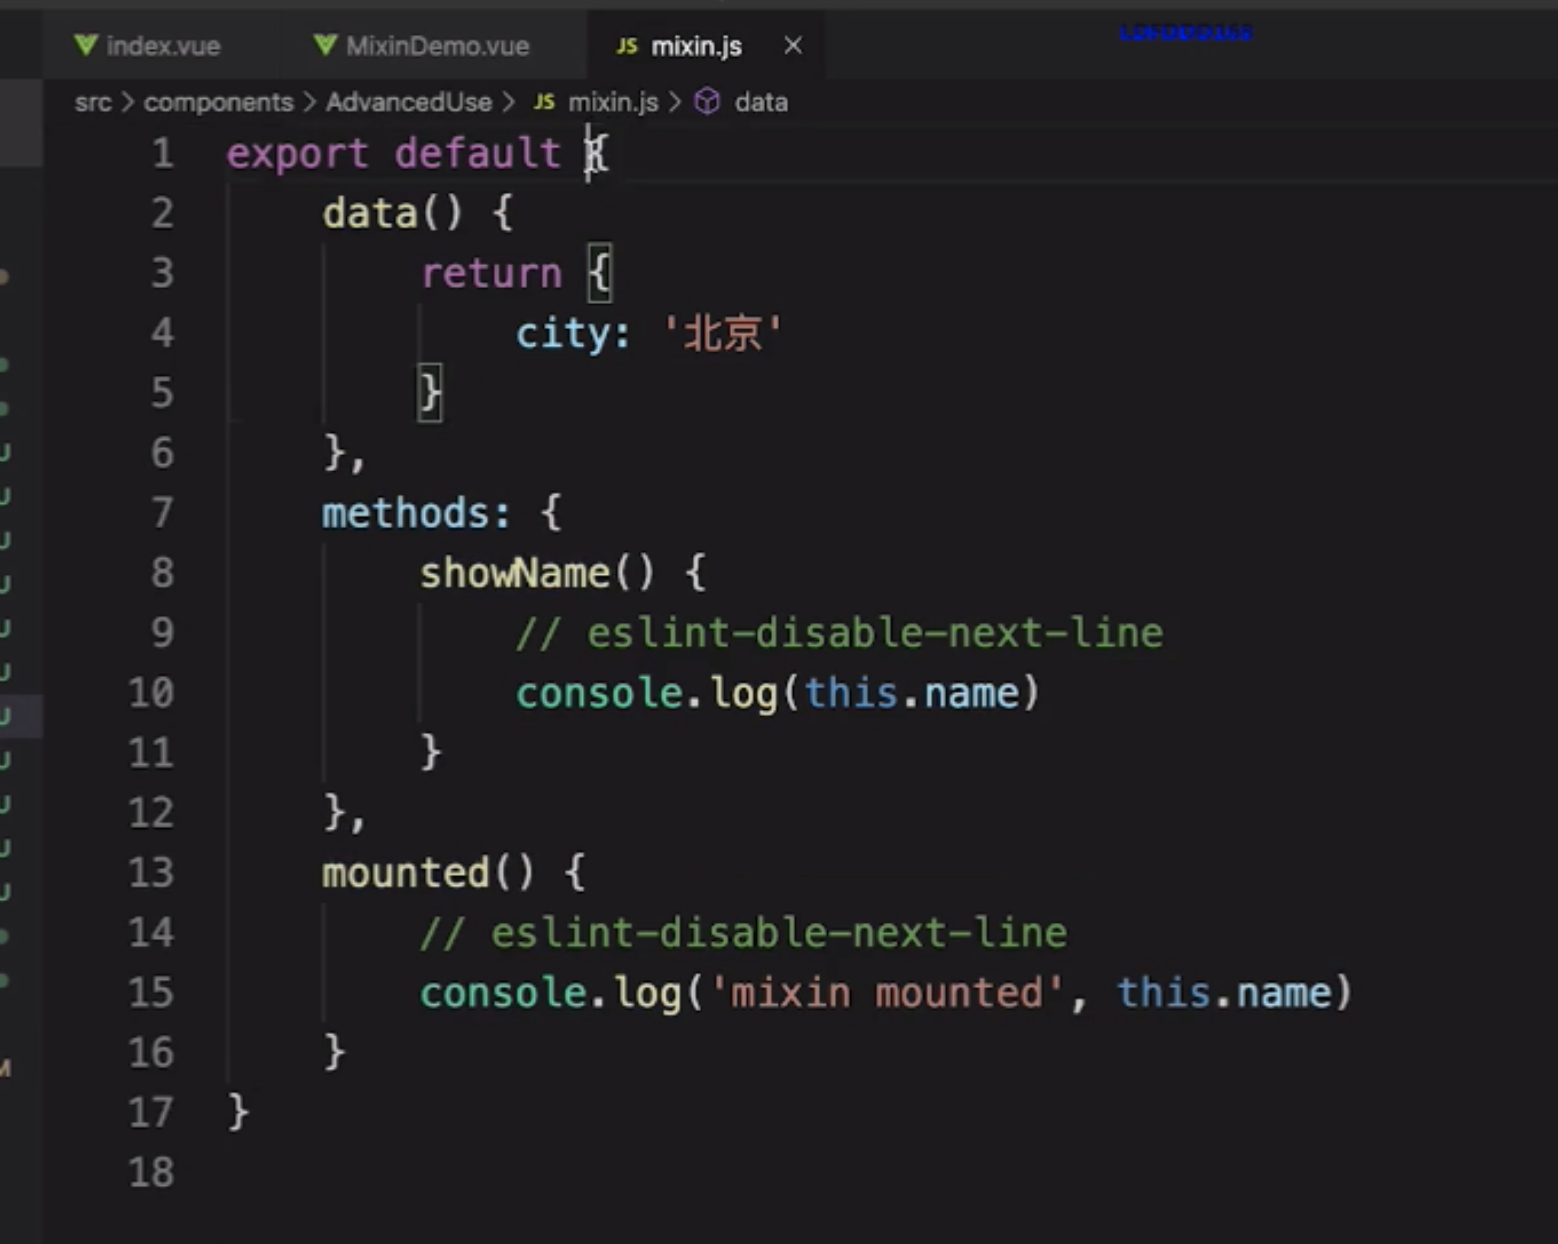 index.vue MixinDemo.vue JS mixin.js ×
src > components > AdvancedUse > JS mixin.js > data
1 export default {
2 data() {
3 return {
4 city: '北京'
5 }
6 },
7 methods: {
8 showName() {
9 // eslint-disable-next-line
10 console.log(this.name)
11 }
12 },
13 mounted() {
14 // eslint-disable-next-line
15 console.log('mixin mounted', this.name)
16 }
17 }
18
U
U
U
U
U
U
U
U
U
U
U
M